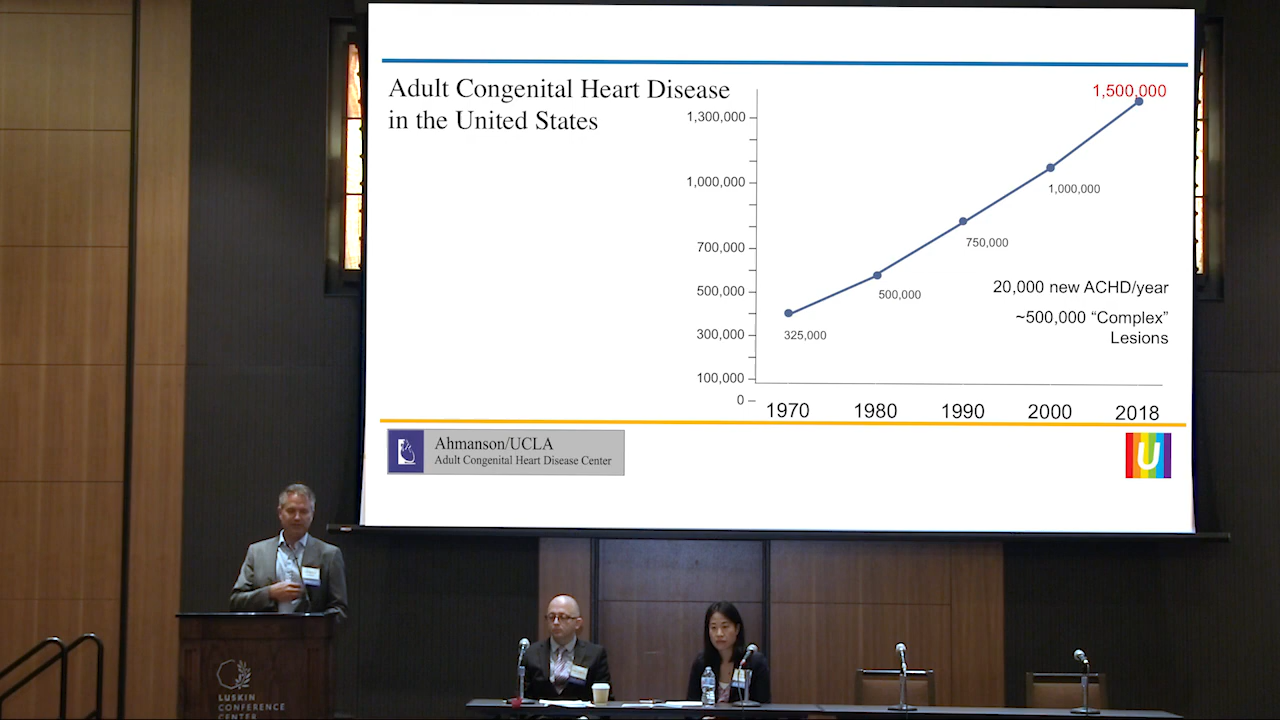 Adult Congenital Heart Disease
in the United States
1,500,000
1,300,000
1,000,000
1,000,000
700,000
750,000
500,000
500,000
300,000
325,000
100,000
0
20,000 new ACHD/year
~500,000 “Complex”
Lesions
1970 1980 1990 2000 2018
Ahmanson/UCLA
Adult Congenital Heart Disease Center
U
LUSKIN
CONFERENCE
CENTER